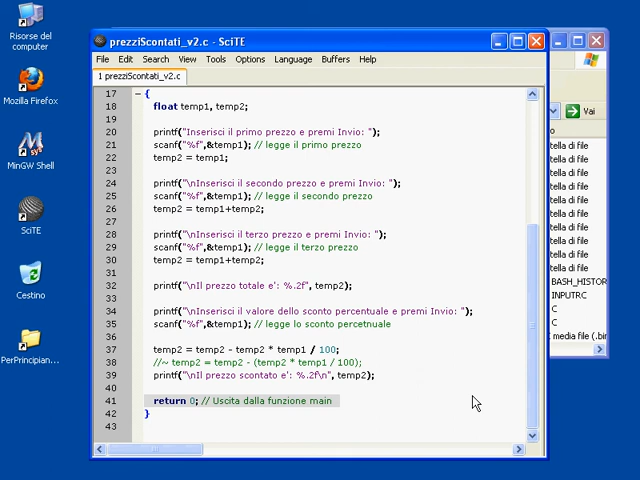 Risorse del
computer
Mozilla Firefox
MinGW Shell
SciTE
Cestino
PerPrincipian...
prezziScontati_v2.c - SciTE
File Edit Search View Tools Options Language Buffers Help
1 prezziScontati_v2.c
17 - {
18 float temp1, temp2;
19
20 printf("Inserisci il primo prezzo e premi Invio: ");
21 scanf("%f",&temp1); // legge il primo prezzo
22 temp2 = temp1;
23
24 printf("\nInserisci il secondo prezzo e premi Invio: ");
25 scanf("%f",&temp1); // legge il secondo prezzo
26 temp2 = temp1+temp2;
27
28 printf("\nInserisci il terzo prezzo e premi Invio: ");
29 scanf("%f",&temp1); // legge il terzo prezzo
30 temp2 = temp1+temp2;
31
32 printf("\nIl prezzo totale e': %.2f", temp2);
33
34 printf("\nInserisci il valore dello sconto percentuale e premi Invio: ");
35 scanf("%f",&temp1); // legge lo sconto percetnuale
36
37 temp2 = temp2 - temp2 * temp1 / 100;
38 //~ temp2 = temp2 - (temp2 * temp1 / 100);
39 printf("\nIl prezzo scontato e': %.2f\n", temp2);
40
41 return 0; // Uscita dalla funzione main
42 }
43
Vai
o
tella di file
tella di file
tella di file
tella di file
tella di file
tella di file
tella di file
tella di file
tella di file
tella di file
BASH_HISTOR
INPUTRC
C
C
media file (.bin